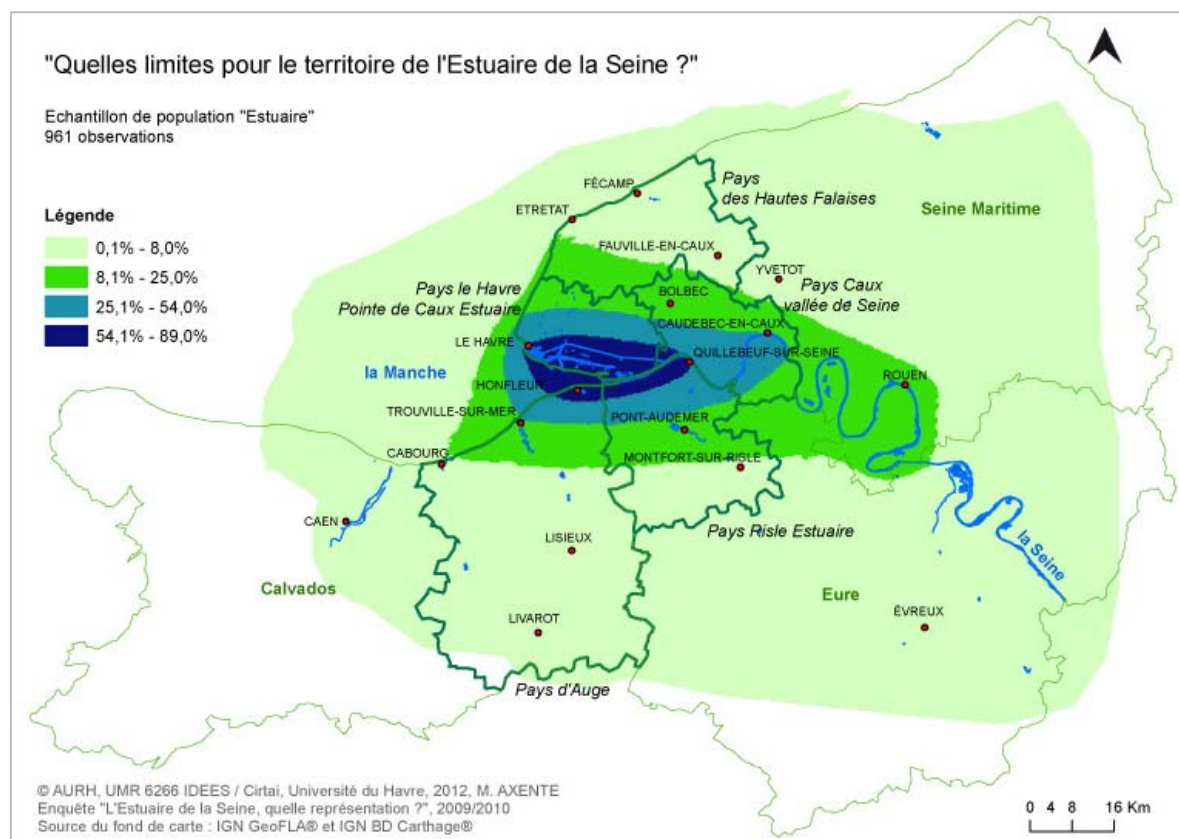 "Quelles limites pour le territoire de l'Estuaire de la Seine ?"
Echantillon de population "Estuaire"
961 observations
Légende
0,1% - 8,0%
8,1% - 25,0%
25,1% - 54,0%
54,1% - 89,0%
FÉCAMP
Pays
des Hautes Falaises
ETRETAT
Seine Maritime
FAUVILLE-EN-CAUX
YVETOT
Pays le Havre
Pointe de Caux Estuaire
Pays Caux
vallée de Seine
BOLBEC
CAUDEBEC-EN-CAUX
LE HAVRE
QUILLEBEUF-SUR-SEINE
la Manche
ROUEN
HONFLEUR
TROUVILLE-SUR-MER
PONT-AUDEMER
CABOURG
MONTFORT-SUR-RISLE
CAEN
Pays Risle Estuaire
LISIEUX
la Seine
Calvados
Eure
ÉVREUX
LIVAROT
Pays d'Auge
© AURH, UMR 6266 IDEES / Cirtai, Université du Havre, 2012, M. AXENTE
Enquête "L'Estuaire de la Seine, quelle représentation ?", 2009/2010
Source du fond de carte : IGN GeoFLA® et IGN BD Carthage®
0 4 8 16 Km